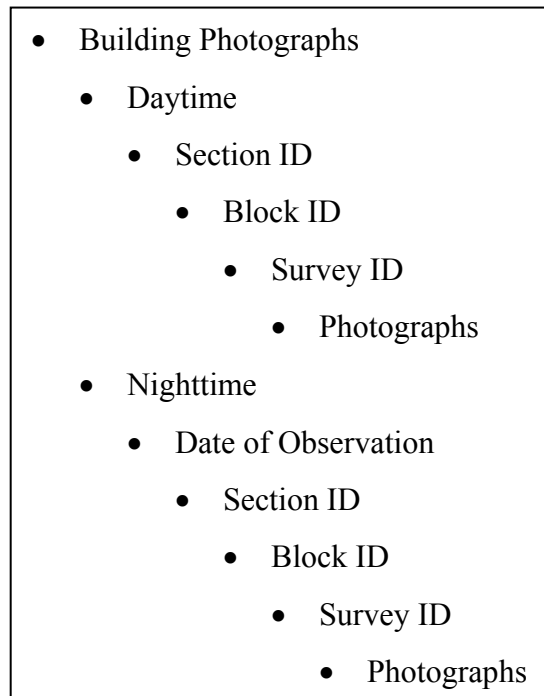 • Building Photographs
• Daytime
• Section ID
• Block ID
• Survey ID
• Photographs
• Nighttime
• Date of Observation
• Section ID
• Block ID
• Survey ID
• Photographs